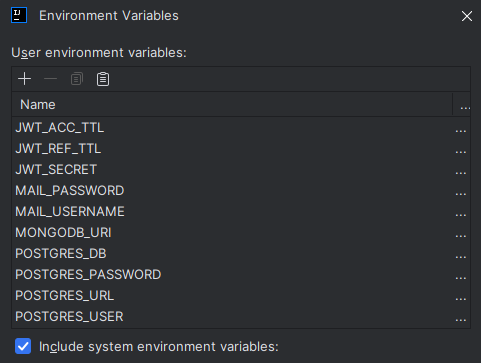 IJ
Environment Variables
User environment variables:
Name ...
JWT_ACC_TTL ...
JWT_REF_TTL ...
JWT_SECRET ...
MAIL_PASSWORD ...
MAIL_USERNAME ...
MONGODB_URI ...
POSTGRES_DB ...
POSTGRES_PASSWORD ...
POSTGRES_URL ...
POSTGRES_USER ...
Include system environment variables: